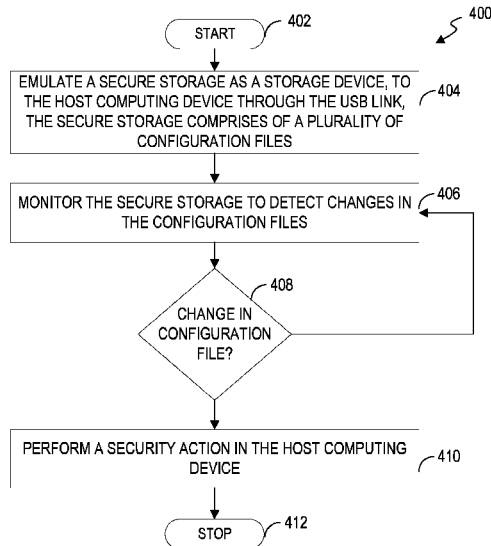 400
START
402
EMULATE A SECURE STORAGE AS A STORAGE DEVICE, TO
THE HOST COMPUTING DEVICE THROUGH THE USB LINK,
THE SECURE STORAGE COMPRISES OF A PLURALITY OF
CONFIGURATION FILES
404
MONITOR THE SECURE STORAGE TO DETECT CHANGES IN
THE CONFIGURATION FILES
406
408
CHANGE IN
CONFIGURATION
FILE?
PERFORM A SECURITY ACTION IN THE HOST COMPUTING
DEVICE
410
STOP
412